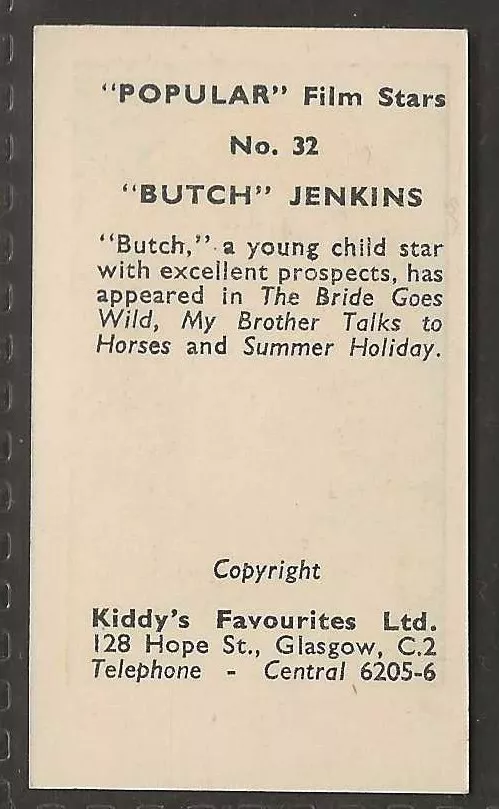 "POPULAR" Film Stars
No. 32
"BUTCH" JENKINS
"Butch," a young child star
with excellent prospects, has
appeared in The Bride Goes
Wild, My Brother Talks to
Horses and Summer Holiday.
Copyright
Kiddy's Favourites Ltd.
128 Hope St., Glasgow, C.2
Telephone - Central 6205-6